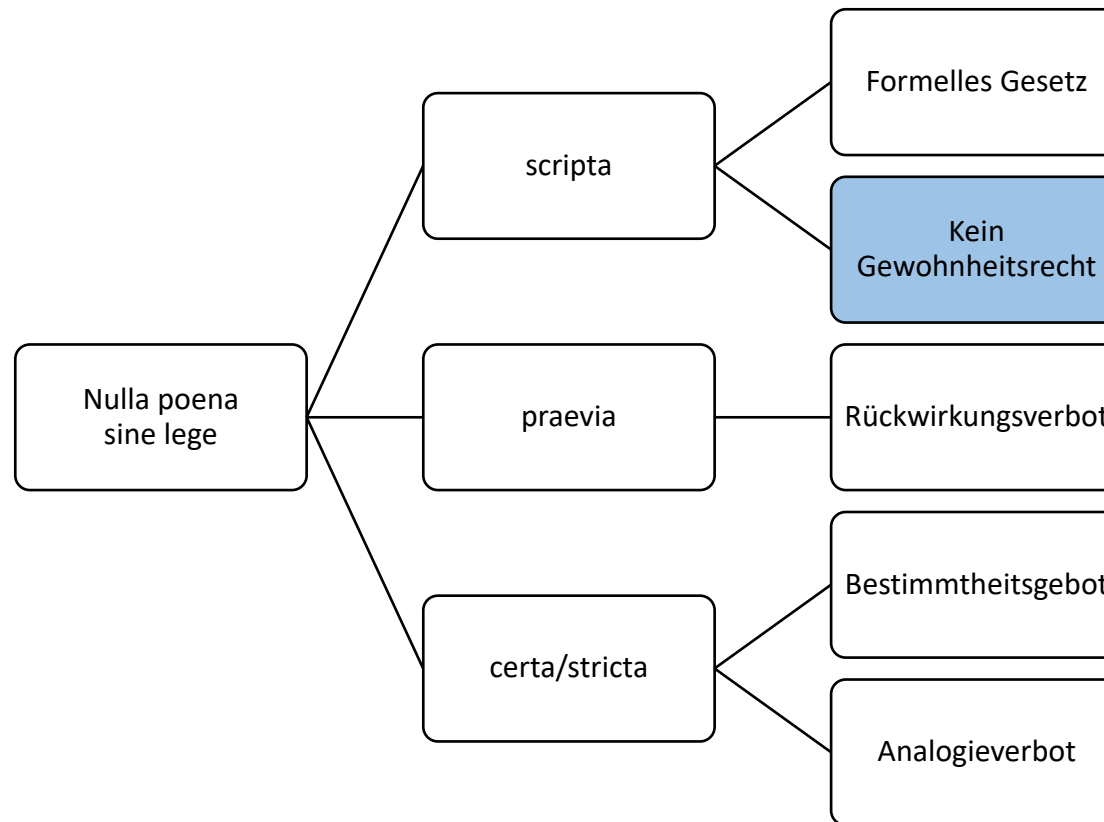 Nulla poena
sine lege
scripta
Formelles Gesetz
Kein
Gewohnheitsrecht
praevia
Rückwirkungsverbot
certa/stricta
Bestimmtheitsgebot
Analogieverbot